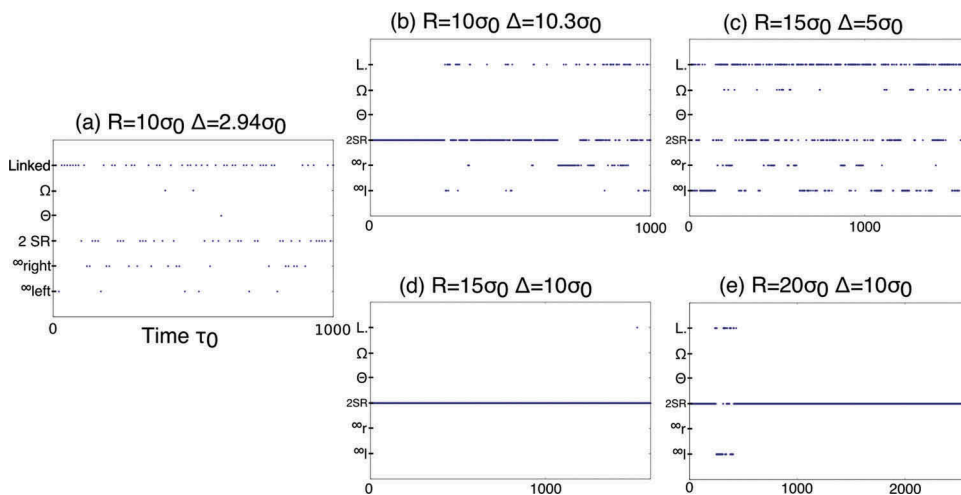 (a) R=10σ0 Δ=2.94σ0
Linked
Ω
Θ
2 SR
∞right
∞left
0
1000
Time τ0
(b) R=10σ0 Δ=10.3σ0
L.
Ω
Θ
2SR
∞r
∞l
0
1000
(c) R=15σ0 Δ=5σ0
L.
Ω
Θ
2SR
∞r
∞l
0
1000
(d) R=15σ0 Δ=10σ0
L.
Ω
Θ
2SR
∞r
∞l
0
1000
(e) R=20σ0 Δ=10σ0
L.
Ω
Θ
2SR
∞r
∞l
0
1000
2000